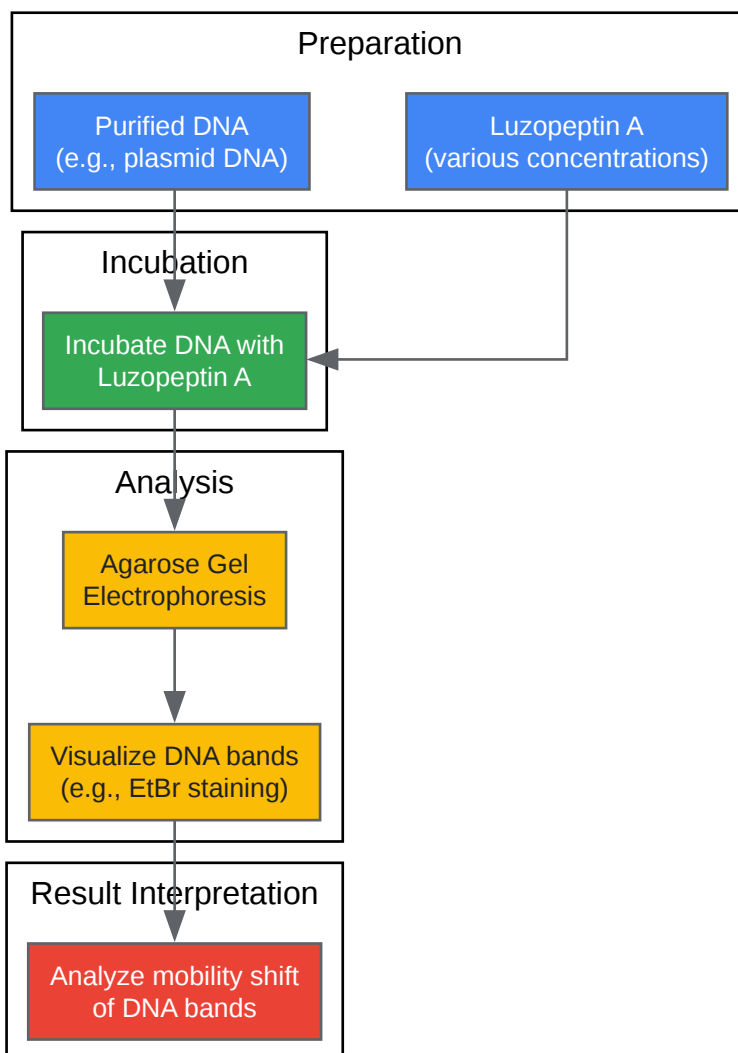 Preparation
Purified DNA
(e.g., plasmid DNA)
Luzopeptin A
(various concentrations)
Incubation
Incubate DNA with
Luzopeptin A
Analysis
Agarose Gel
Electrophoresis
Visualize DNA bands
(e.g., EtBr staining)
Result Interpretation
Analyze mobility shift
of DNA bands